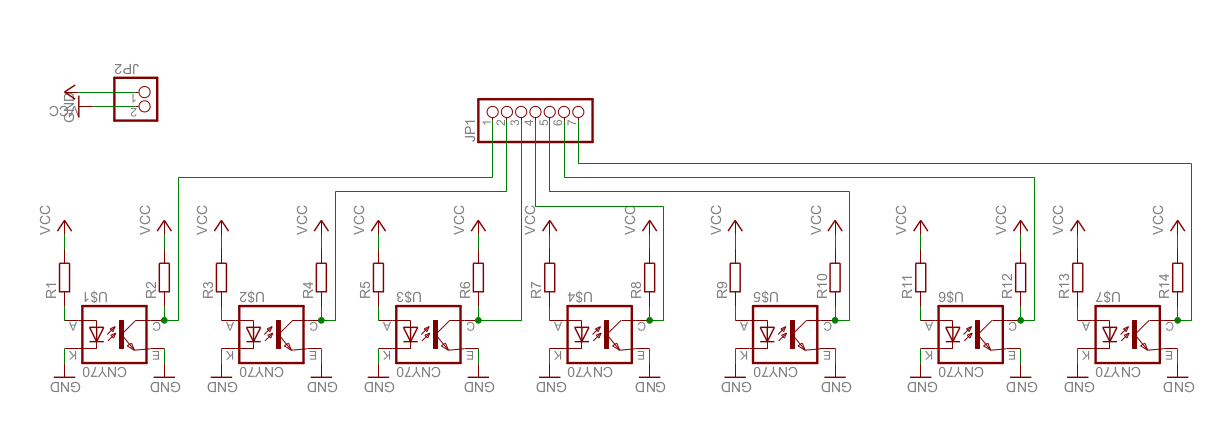 JP2
1
2
VCC
GND
JP1
1 2 3 4 5 6 7
VCC VCC VCC VCC VCC VCC VCC VCC VCC VCC VCC VCC VCC VCC
R1 R2 R3 R4 R5 R6 R7 R8 R9 R10 R11 R12 R13 R14
U$1 U$2 U$3 U$4 U$5 U$6 U$7
A C A C A C A C A C A C A C
K E K E K E K E K E K E K E
CNY70 CNY70 CNY70 CNY70 CNY70 CNY70 CNY70
GND GND GND GND GND GND GND GND GND GND GND GND GND GND